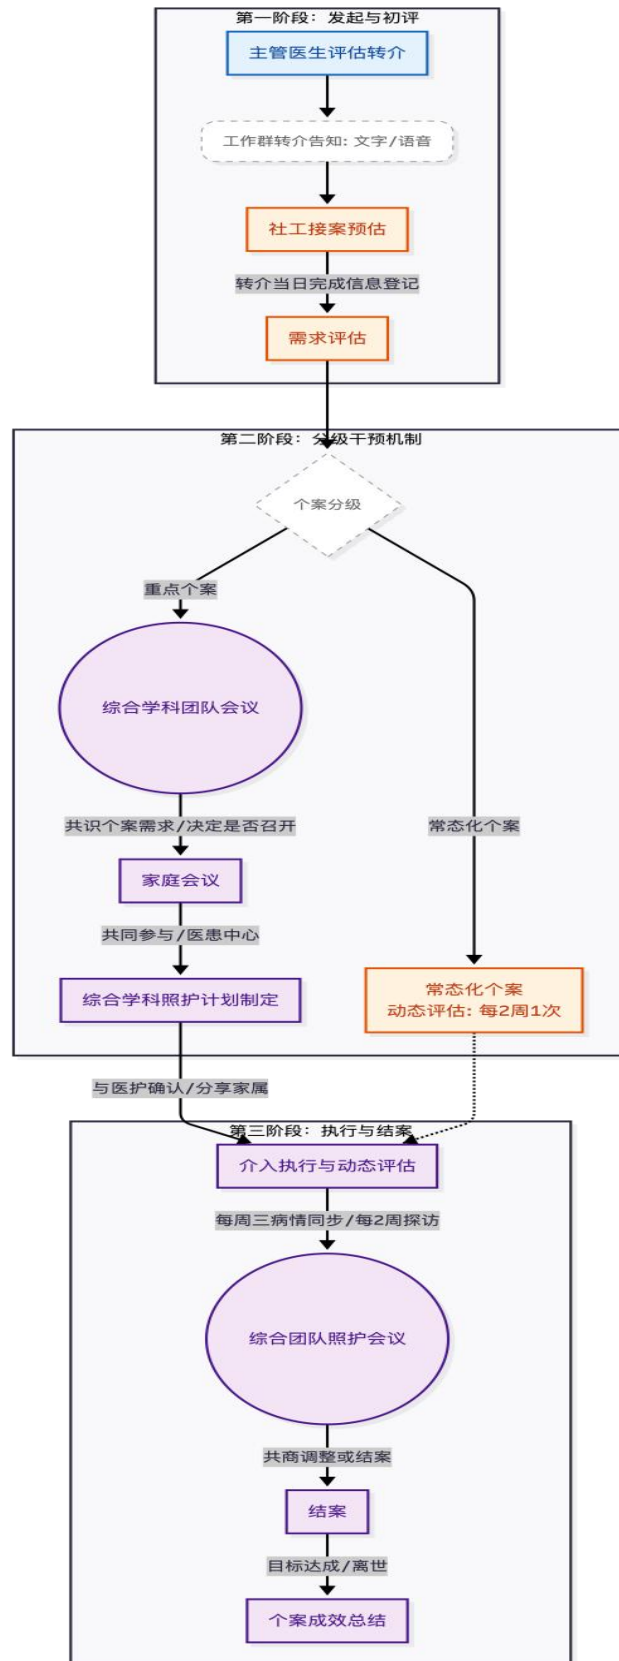 第一阶段：发起与初评
主管医生评估转介
工作群转介告知: 文字/语音
社工接案预估
转介当日完成信息登记
需求评估
第二阶段：分级干预机制
个案分级
重点个案
综合学科团队会议
共识个案需求/决定是否召开
常态化个案
家庭会议
共同参与/医患中心
综合学科照护计划制定
常态化个案
动态评估: 每2周1次
与医护确认/分享家属
第三阶段：执行与结案
介入执行与动态评估
每周三病情同步/每2周探访
综合团队照护会议
共商调整或结案
结案
目标达成/离世
个案成效总结